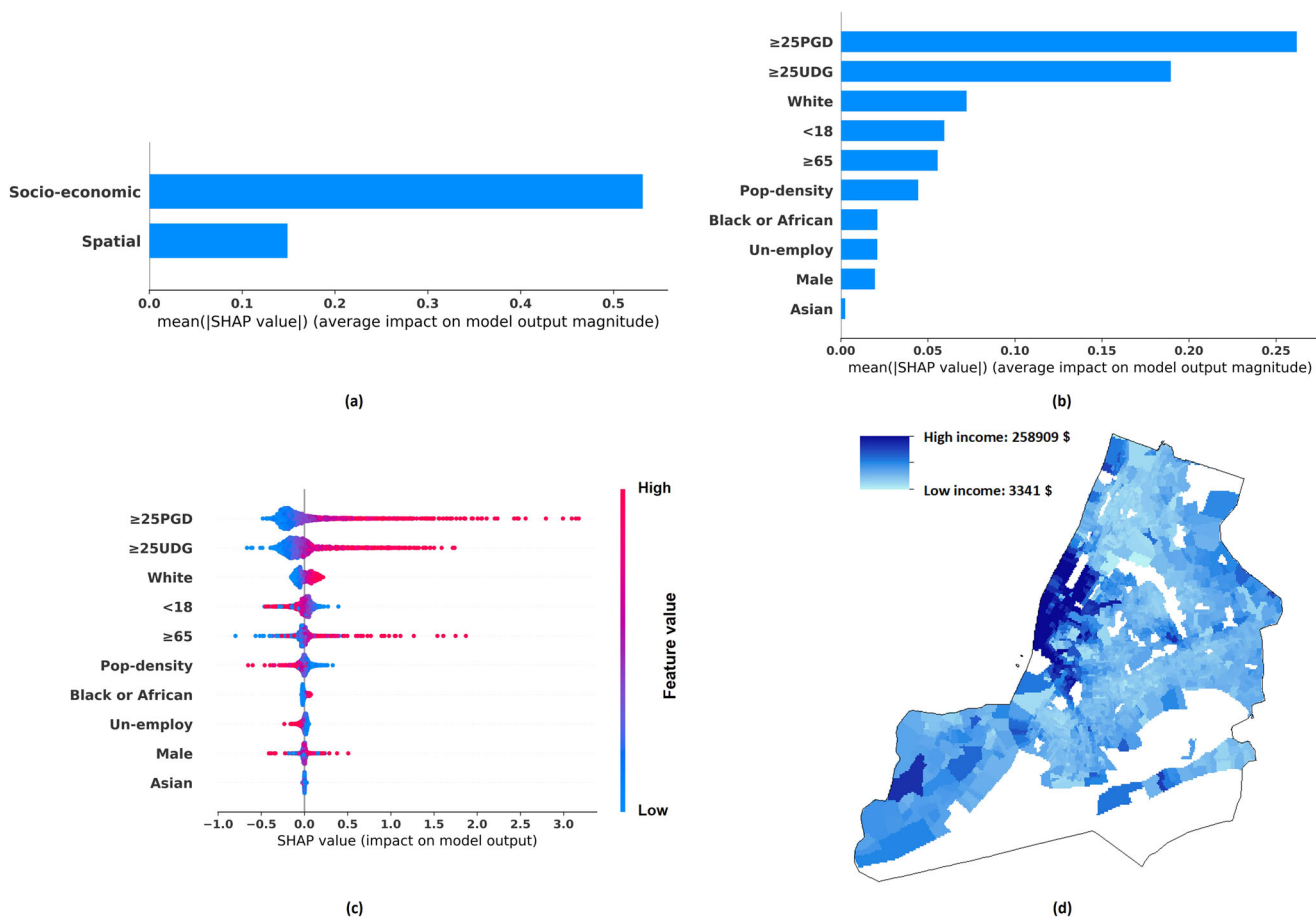 Socio-economic
Spatial
0.0 0.1 0.2 0.3 0.4 0.5
mean(|SHAP value|) (average impact on model output magnitude)
(a)
≥25PGD
≥25UDG
White
<18
≥65
Pop-density
Black or African
Un-employ
Male
Asian
0.00 0.05 0.10 0.15 0.20 0.25
mean(|SHAP value|) (average impact on model output magnitude)
(b)
≥25PGD
≥25UDG
White
<18
≥65
Pop-density
Black or African
Un-employ
Male
Asian
−1.0 −0.5 0.0 0.5 1.0 1.5 2.0 2.5 3.0
SHAP value (impact on model output)
High
Feature value
Low
(c)
High income: 258909 $
Low income: 3341 $
(d)